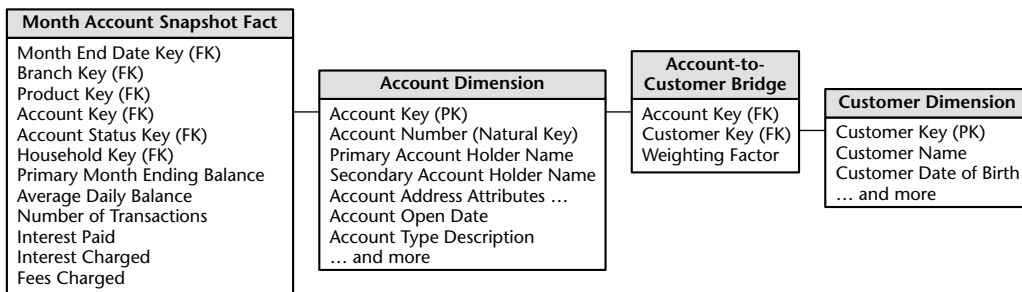 Month Account Snapshot Fact
Month End Date Key (FK)
Branch Key (FK)
Product Key (FK)
Account Key (FK)
Account Status Key (FK)
Household Key (FK)
Primary Month Ending Balance
Average Daily Balance
Number of Transactions
Interest Paid
Interest Charged
Fees Charged
Account Dimension
Account Key (PK)
Account Number (Natural Key)
Primary Account Holder Name
Secondary Account Holder Name
Account Address Attributes …
Account Open Date
Account Type Description
… and more
Account-to-
Customer Bridge
Account Key (FK)
Customer Key (FK)
Weighting Factor
Customer Dimension
Customer Key (PK)
Customer Name
Customer Date of Birth
… and more